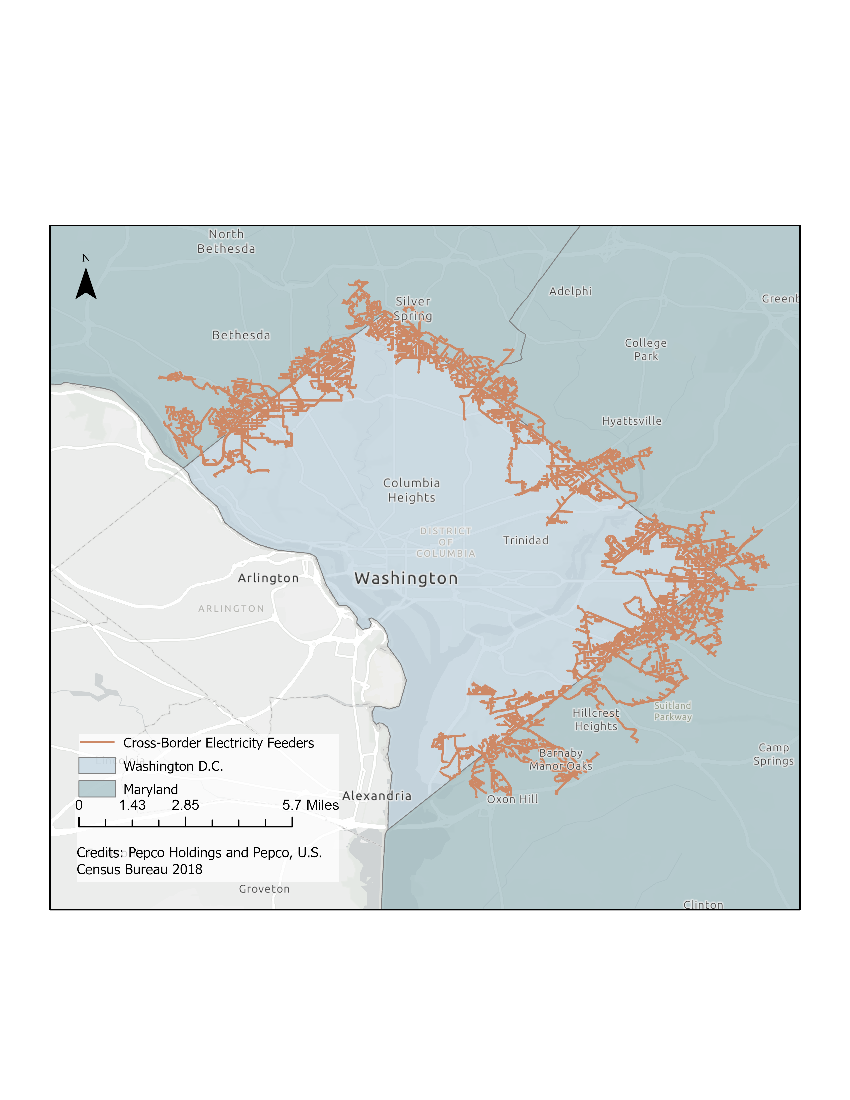 North
Bethesda
N
Adelphi
Silver
Spring
Bethesda
College
Park
Hyattsville
Columbia
Heights
DISTRICT
OF
COLUMBIA
Trinidad
Arlington
Washington
ARLINGTON
Hillcrest
Heights
Suitland
Parkway
Cross-Border Electricity Feeders
Washington D.C.
Maryland
Barnaby
Manor Oaks
Camp
Springs
0 1.43 2.85 5.7 Miles
Alexandria
Oxon Hill
Credits: Pepco Holdings and Pepco, U.S.
Census Bureau 2018
Groveton
Clinton